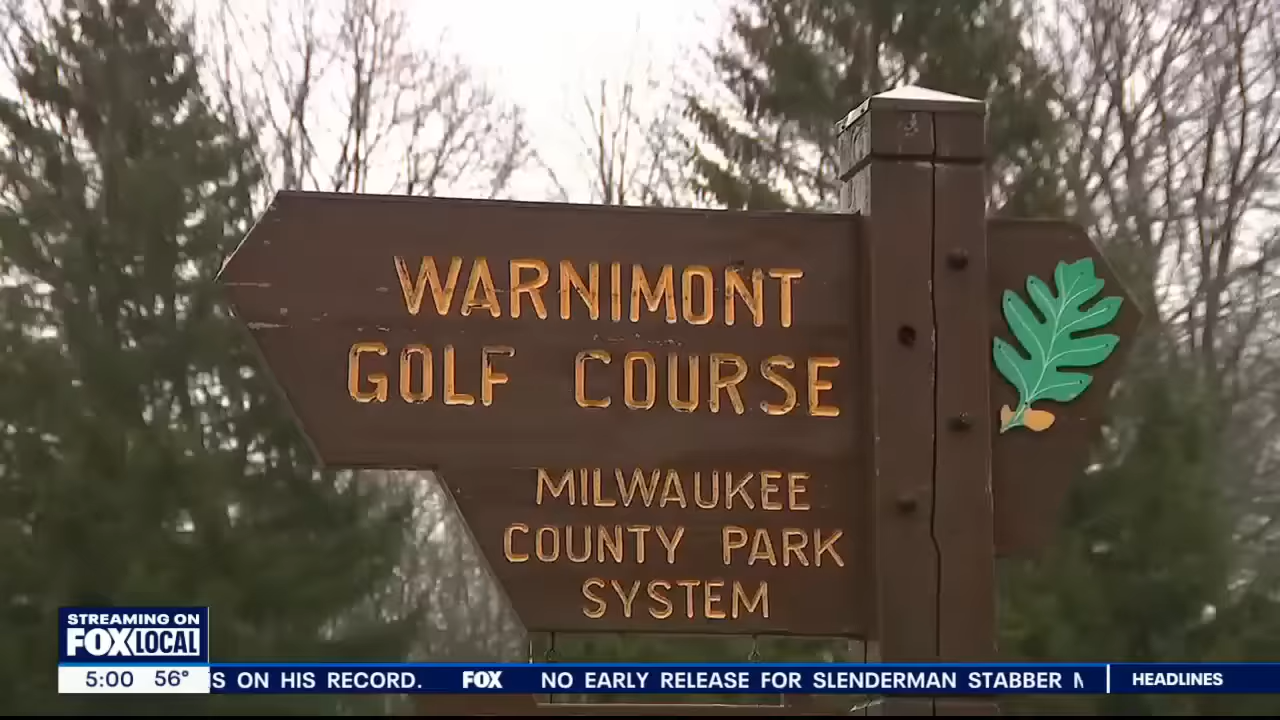 WARNIMONT
GOLF COURSE
MILWAUKEE
COUNTY PARK
SYSTEM
STREAMING ON
FOX LOCAL
5:00 56° S ON HIS RECORD. FOX NO EARLY RELEASE FOR SLENDERMAN STABBER HEADLINES